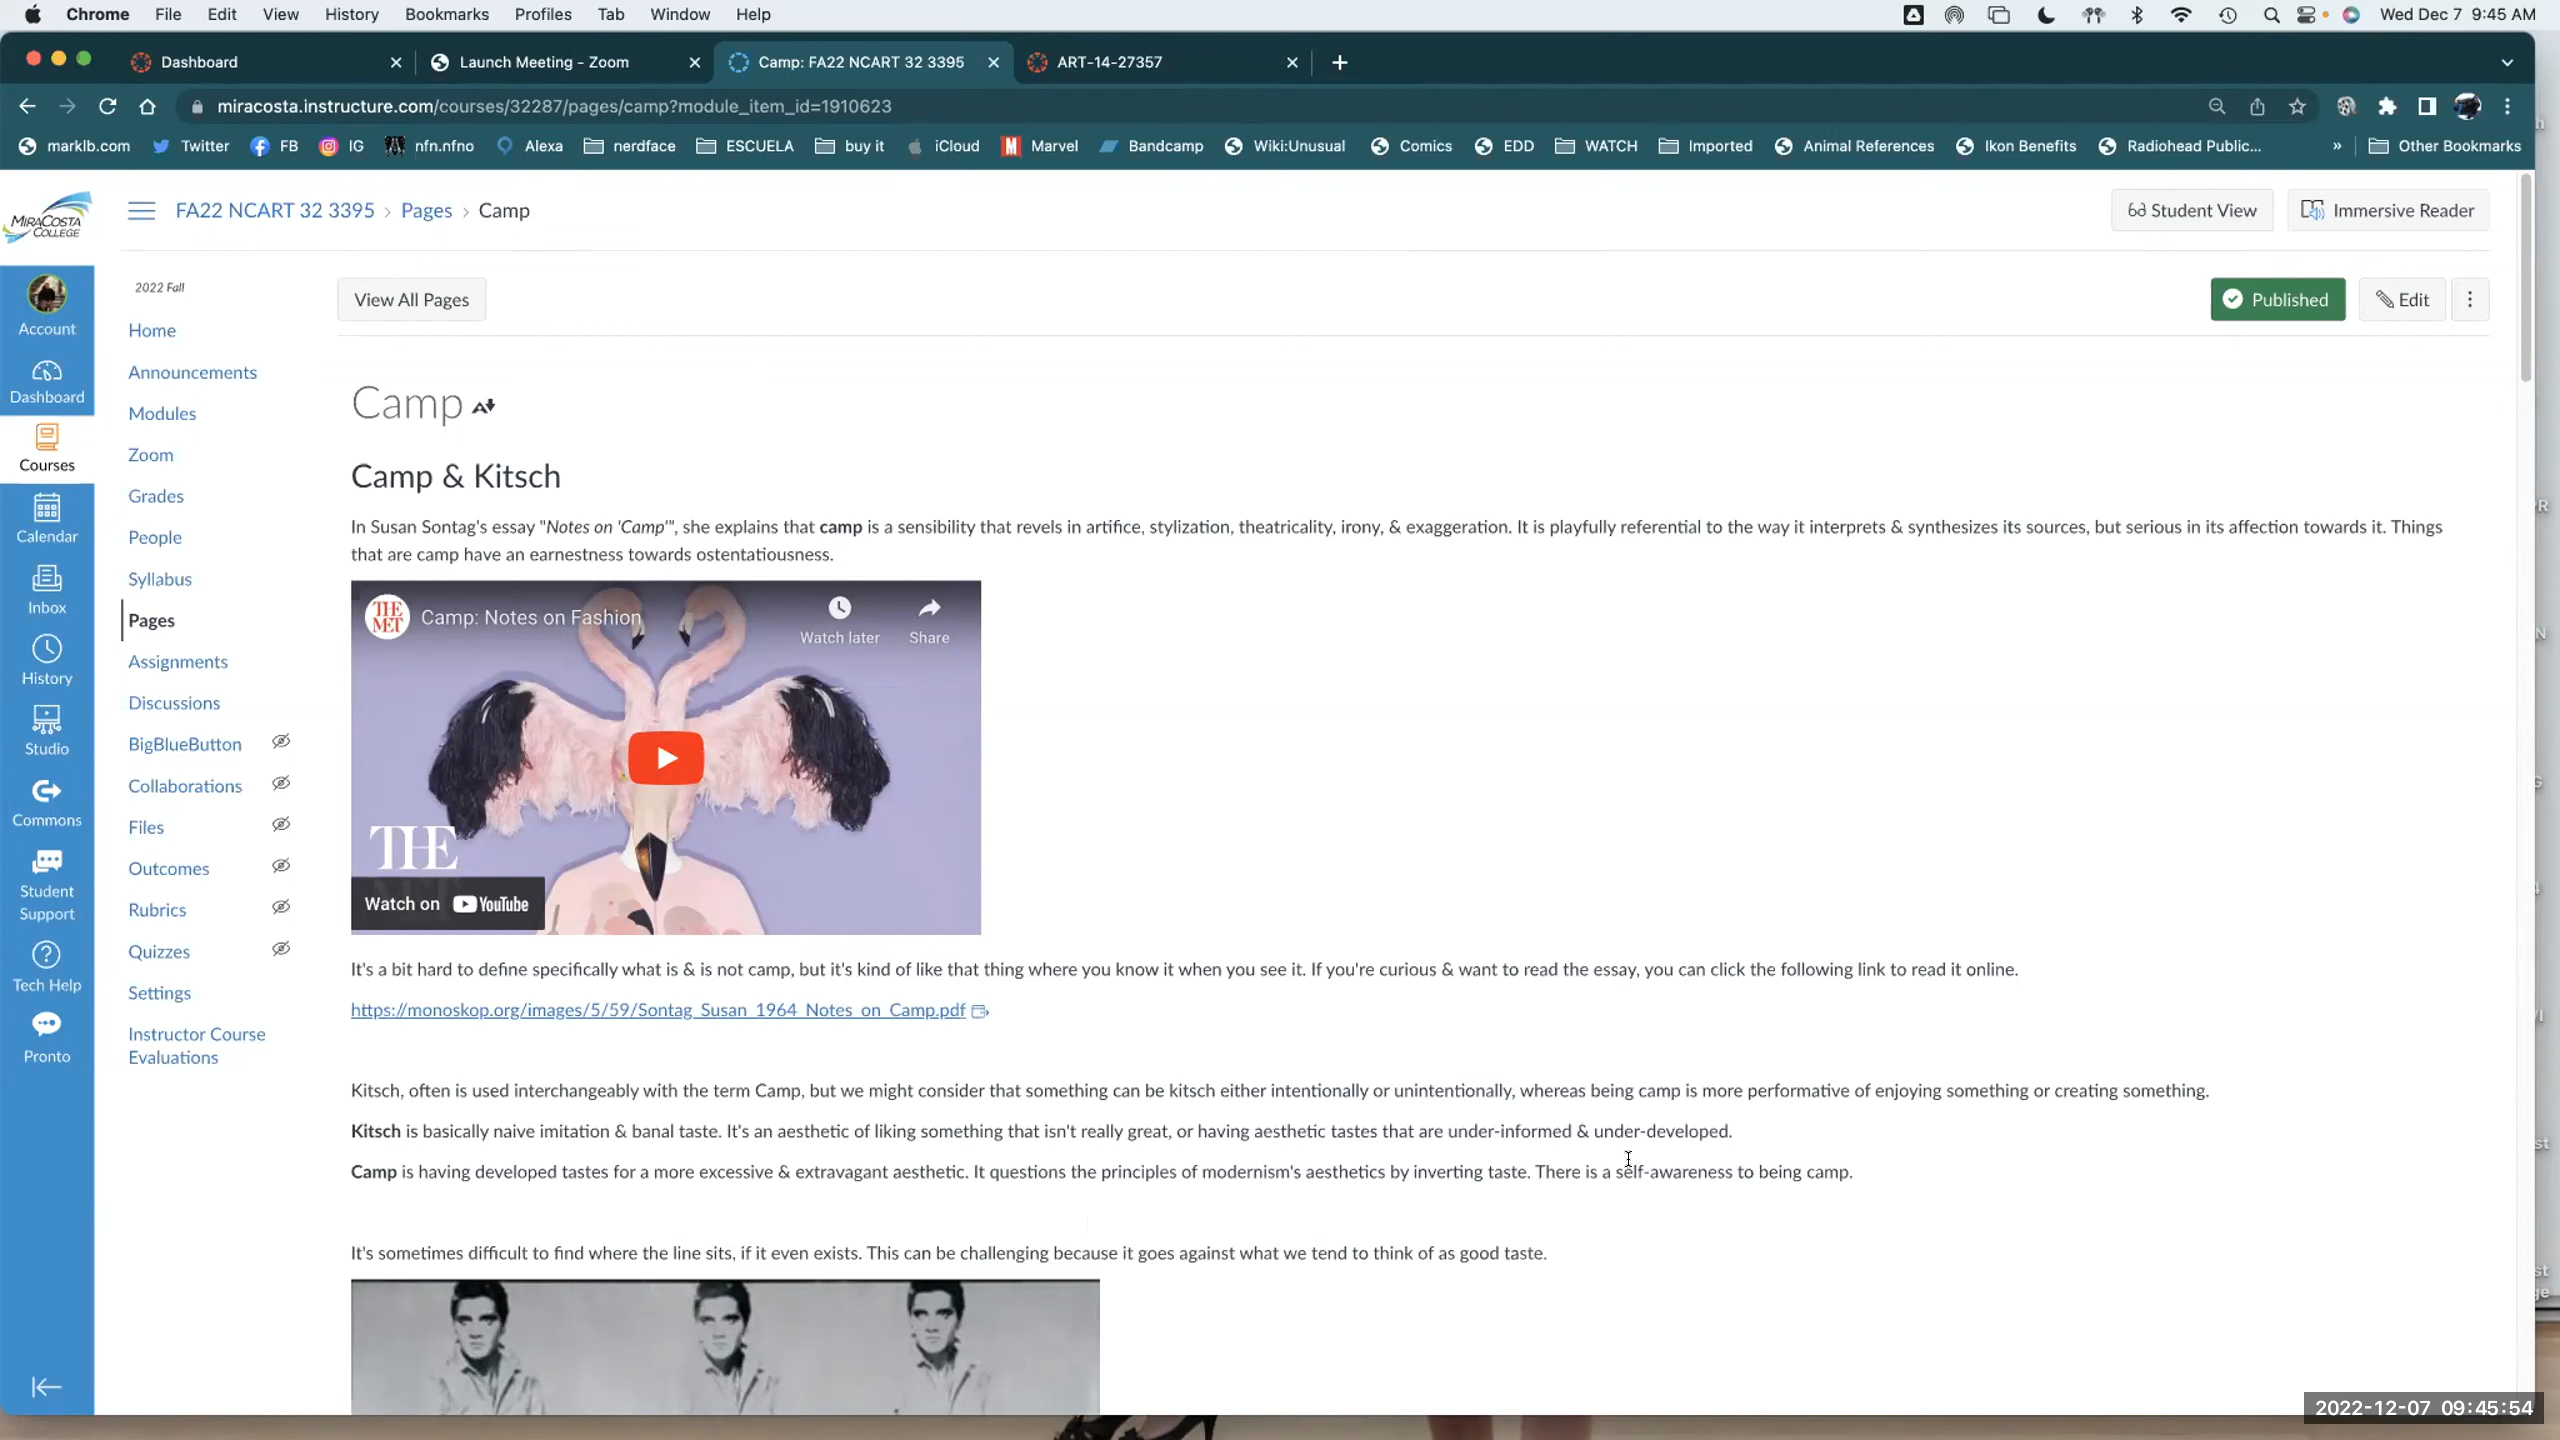 Chrome File Edit View History Bookmarks Profiles Tab Window Help Wed Dec 7 9:45 AM
Dashboard Launch Meeting - Zoom Camp: FA22 NCART 32 3395 ART-14-27357
miracosta.instructure.com/courses/32287/pages/camp?module_item_id=1910623
marklb.com Twitter FB IG nfn.nfno Alexa nerdface ESCUELA buy it iCloud Marvel Bandcamp Wiki:Unusual Comics EDD WATCH Imported Animal References Ikon Benefits Radiohead Public... » Other Bookmarks
MIRACOSTA COLLEGE
FA22 NCART 32 3395 › Pages › Camp
Student View
Immersive Reader
Account
Dashboard
Courses
Calendar
Inbox
History
Studio
Commons
Student Support
Tech Help
Pronto
2022 Fall
Home
Announcements
Modules
Zoom
Grades
People
Syllabus
Pages
Assignments
Discussions
BigBlueButton
Collaborations
Files
Outcomes
Rubrics
Quizzes
Settings
Instructor Course
Evaluations
View All Pages
Published
Edit
Camp
Camp & Kitsch
In Susan Sontag's essay "Notes on 'Camp'", she explains that camp is a sensibility that revels in artifice, stylization, theatricality, irony, & exaggeration. It is playfully referential to the way it interprets & synthesizes its sources, but serious in its affection towards it. Things
that are camp have an earnestness towards ostentatiousness.
THE MET
Camp: Notes on Fashion
Watch later
Share
THE
Watch on YouTube
It's a bit hard to define specifically what is & is not camp, but it's kind of like that thing where you know it when you see it. If you're curious & want to read the essay, you can click the following link to read it online.
https://monoskop.org/images/5/59/Sontag_Susan_1964_Notes_on_Camp.pdf
Kitsch, often is used interchangeably with the term Camp, but we might consider that something can be kitsch either intentionally or unintentionally, whereas being camp is more performative of enjoying something or creating something.
Kitsch is basically naive imitation & banal taste. It's an aesthetic of liking something that isn't really great, or having aesthetic tastes that are under-informed & under-developed.
Camp is having developed tastes for a more excessive & extravagant aesthetic. It questions the principles of modernism's aesthetics by inverting taste. There is a self-awareness to being camp.
It's sometimes difficult to find where the line sits, if it even exists. This can be challenging because it goes against what we tend to think of as good taste.
2022-12-07 09:45:54